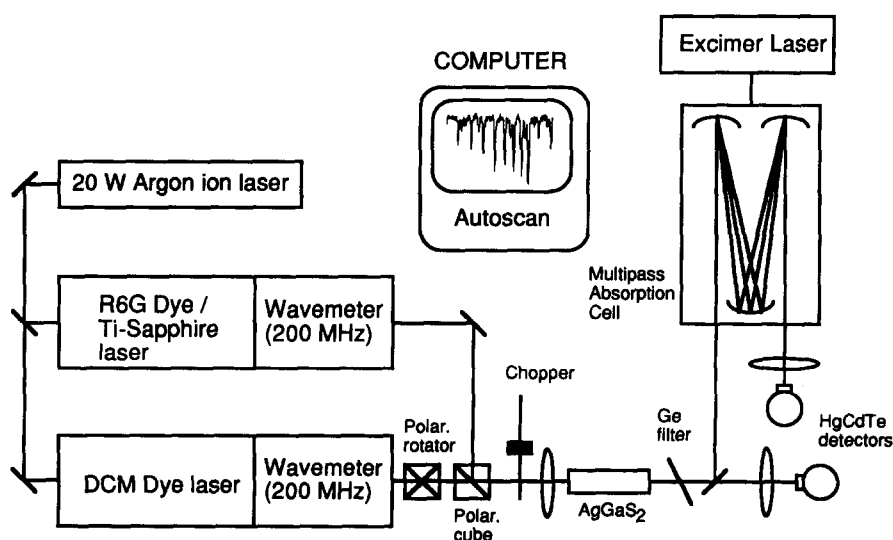 Excimer Laser
COMPUTER
Autoscan
20 W Argon ion laser
R6G Dye /
Ti-Sapphire
laser
Wavemeter
(200 MHz)
Multipass
Absorption
Cell
Chopper
Polar.
rotator
Ge
filter
HgCdTe
detectors
DCM Dye laser
Wavemeter
(200 MHz)
AgGaS2
Polar.
cube